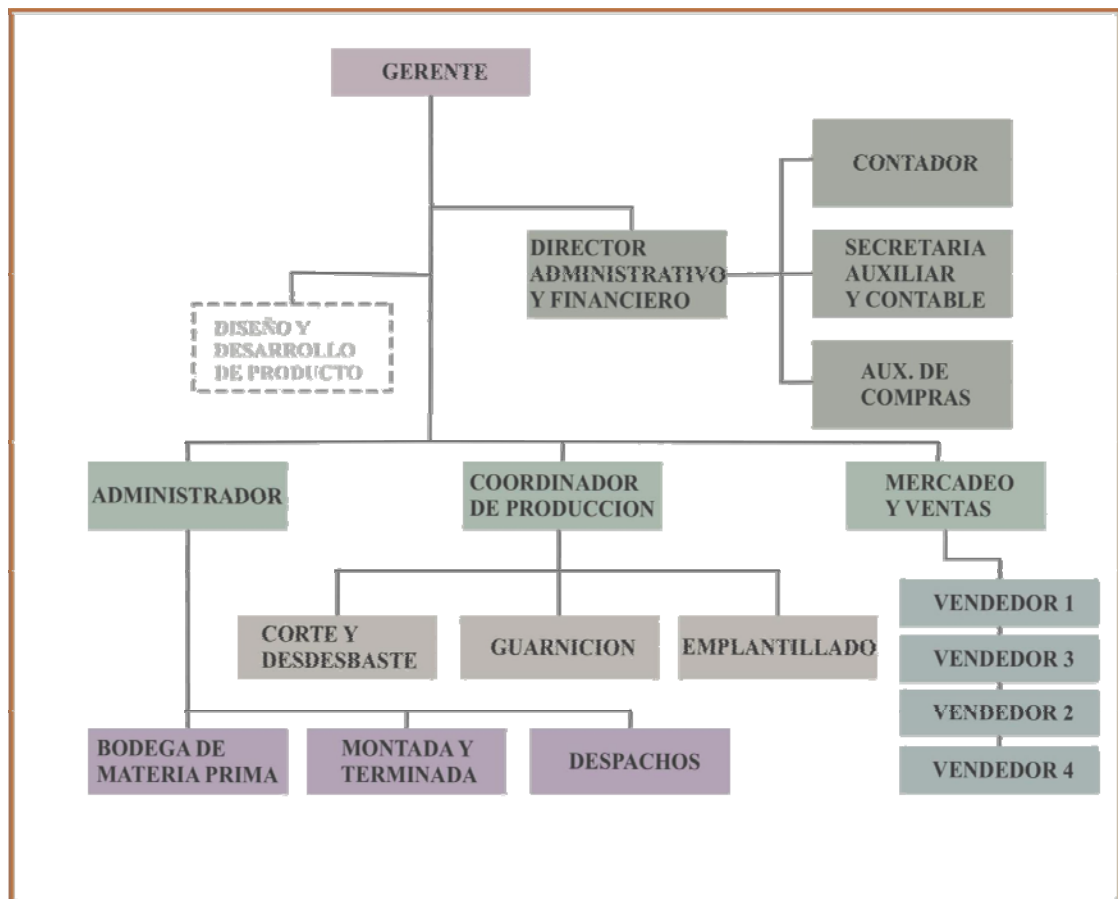 GERENTE
CONTADOR
DIRECTOR
ADMINISTRATIVO
Y FINANCIERO
SECRETARIA
AUXILIAR
Y CONTABLE
DISEÑO Y
DESARROLLO
DE PRODUCTO
AUX. DE
COMPRAS
ADMINISTRADOR
COORDINADOR
DE PRODUCCION
MERCADEO
Y VENTAS
CORTE Y
DESDESBASTE
GUARNICION
EMPLANTILLADO
VENDEDOR 1
VENDEDOR 3
VENDEDOR 2
VENDEDOR 4
BODEGA DE
MATERIA PRIMA
MONTADA Y
TERMINADA
DESPACHOS